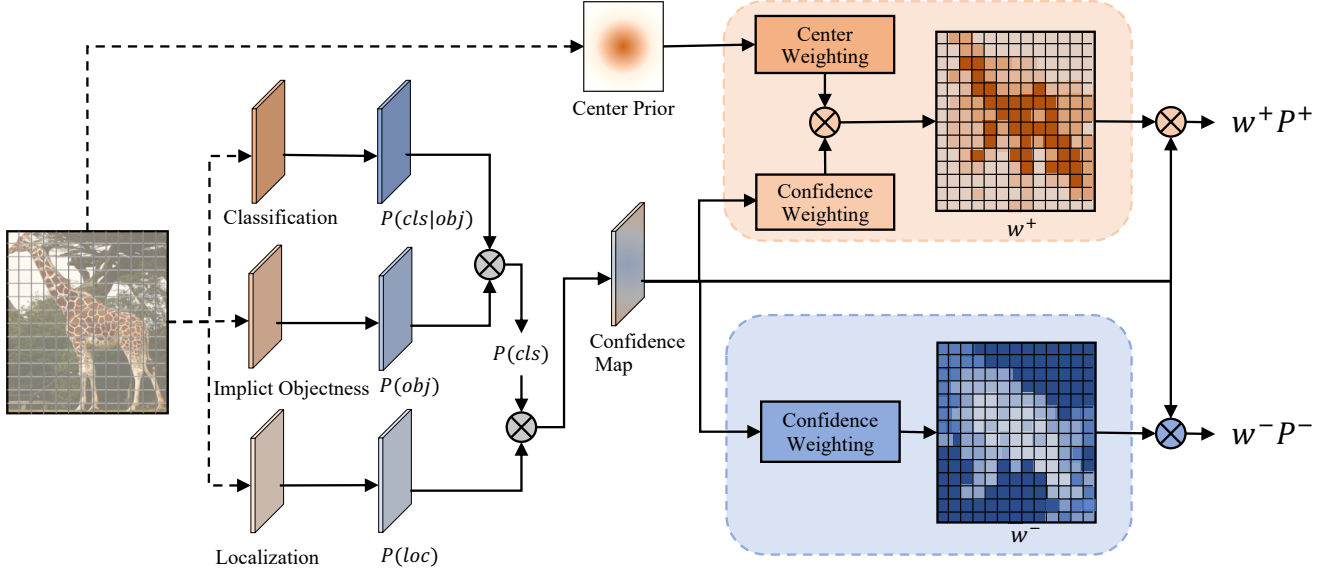 Center
Weighting
Center Prior
w⁺P⁺
Confidence
Weighting
w⁺
Classification
P(cls|obj)
Implict Objectness
P(obj)
P(cls)
Confidence
Map
Confidence
Weighting
w⁻P⁻
w⁻
Localization
P(loc)